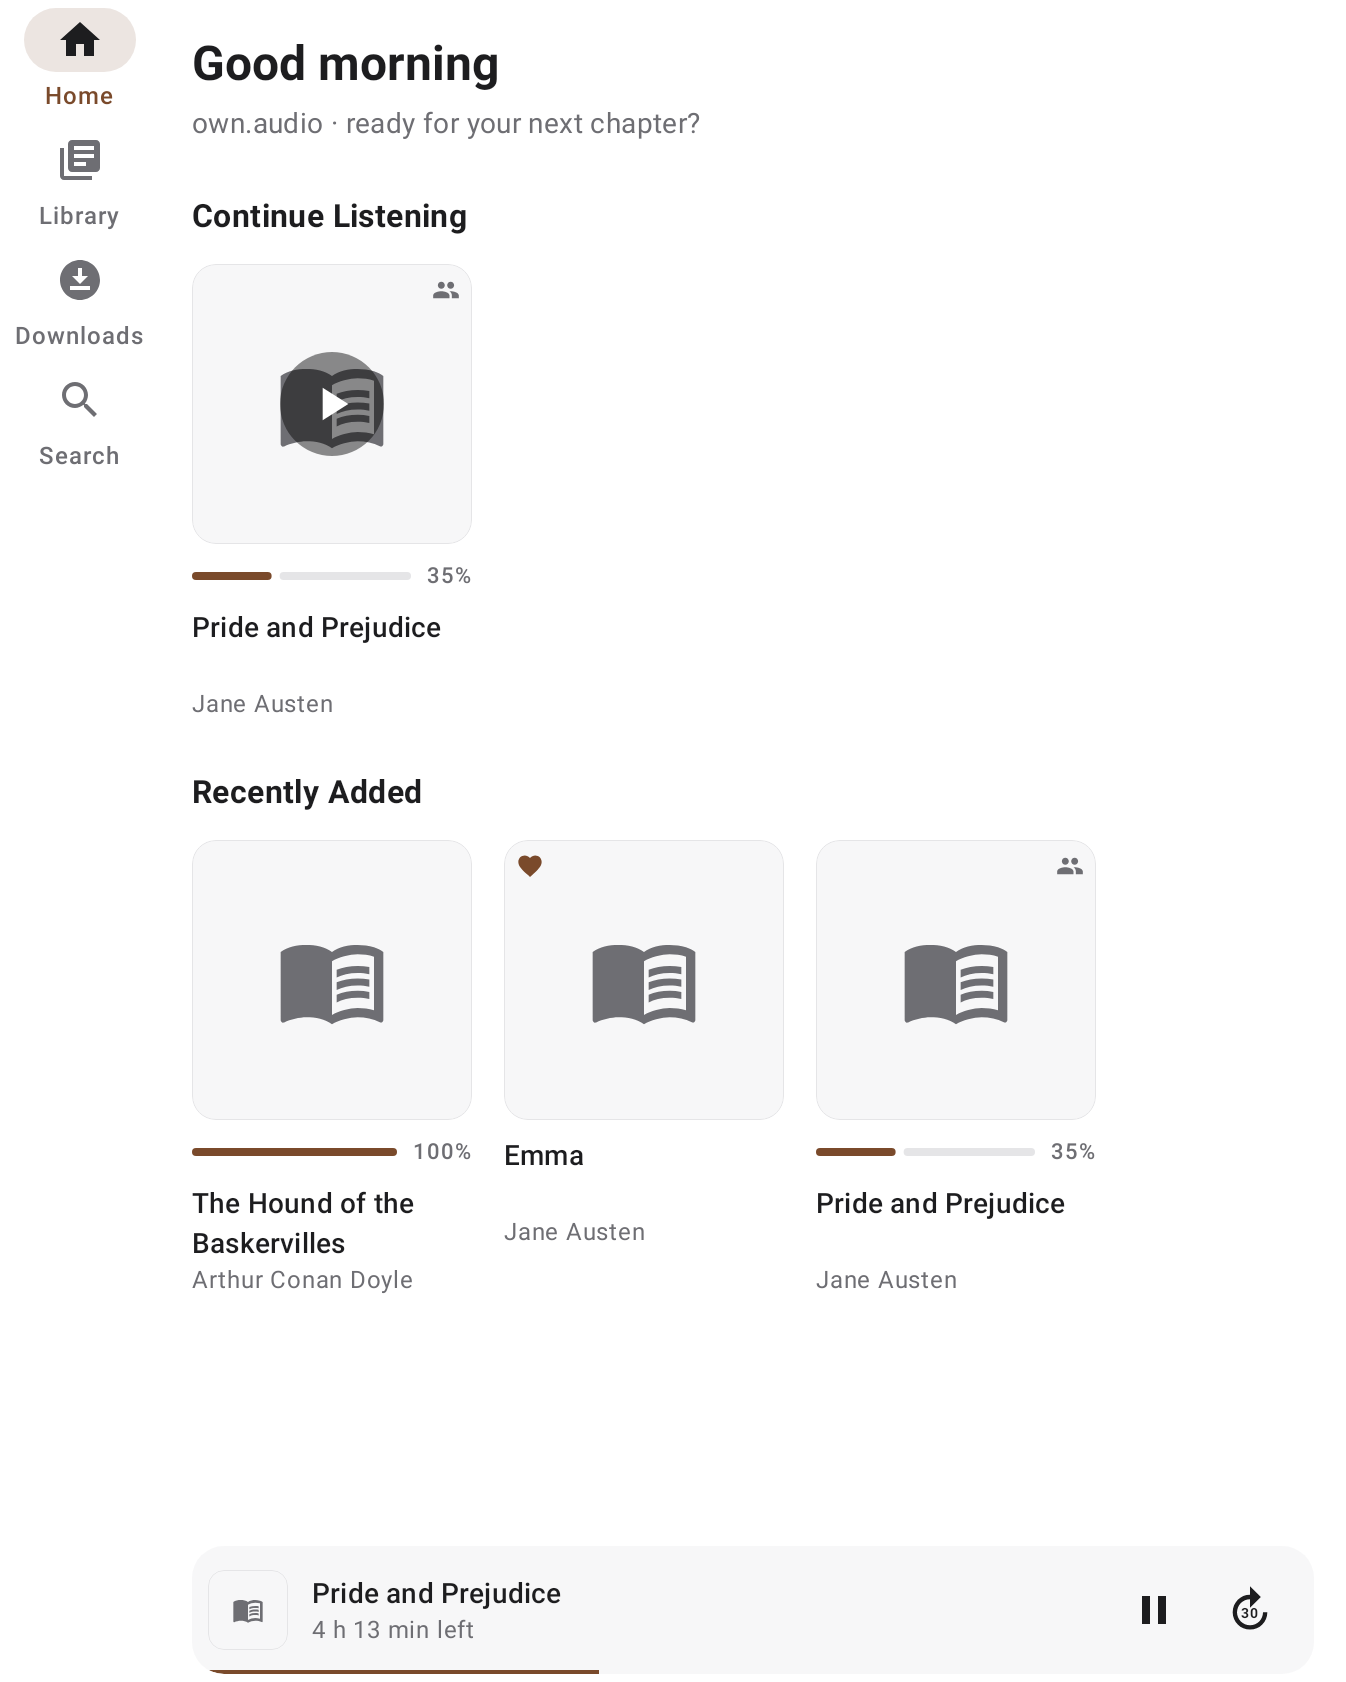 Home
Library
Downloads
Search
Good morning
own.audio · ready for your next chapter?
Continue Listening
35%
Pride and Prejudice
Jane Austen
Recently Added
100%
The Hound of the
Baskervilles
Arthur Conan Doyle
Emma
Jane Austen
35%
Pride and Prejudice
Jane Austen
Pride and Prejudice
4 h 13 min left
30